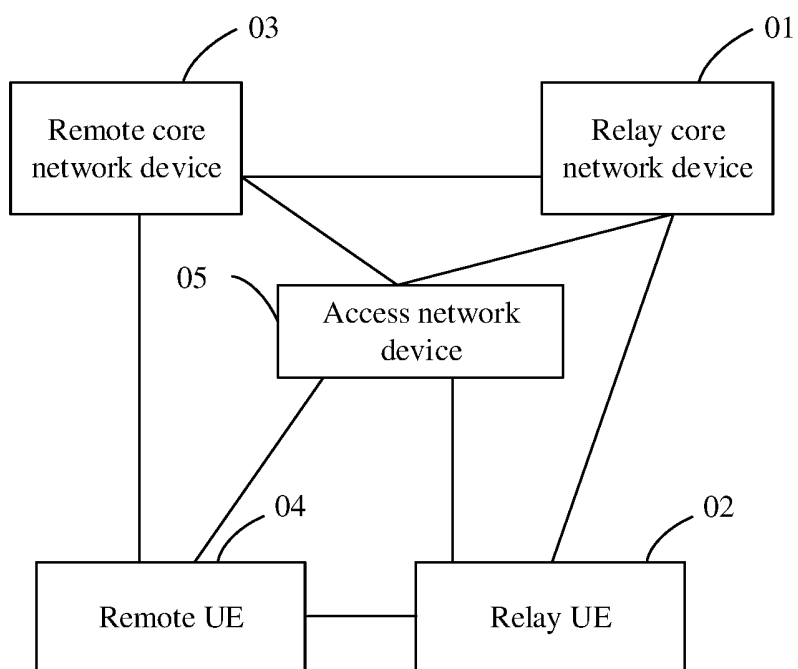 03
01
Remote core
network device
Relay core
network device
05
Access network
device
04
02
Remote UE
Relay UE